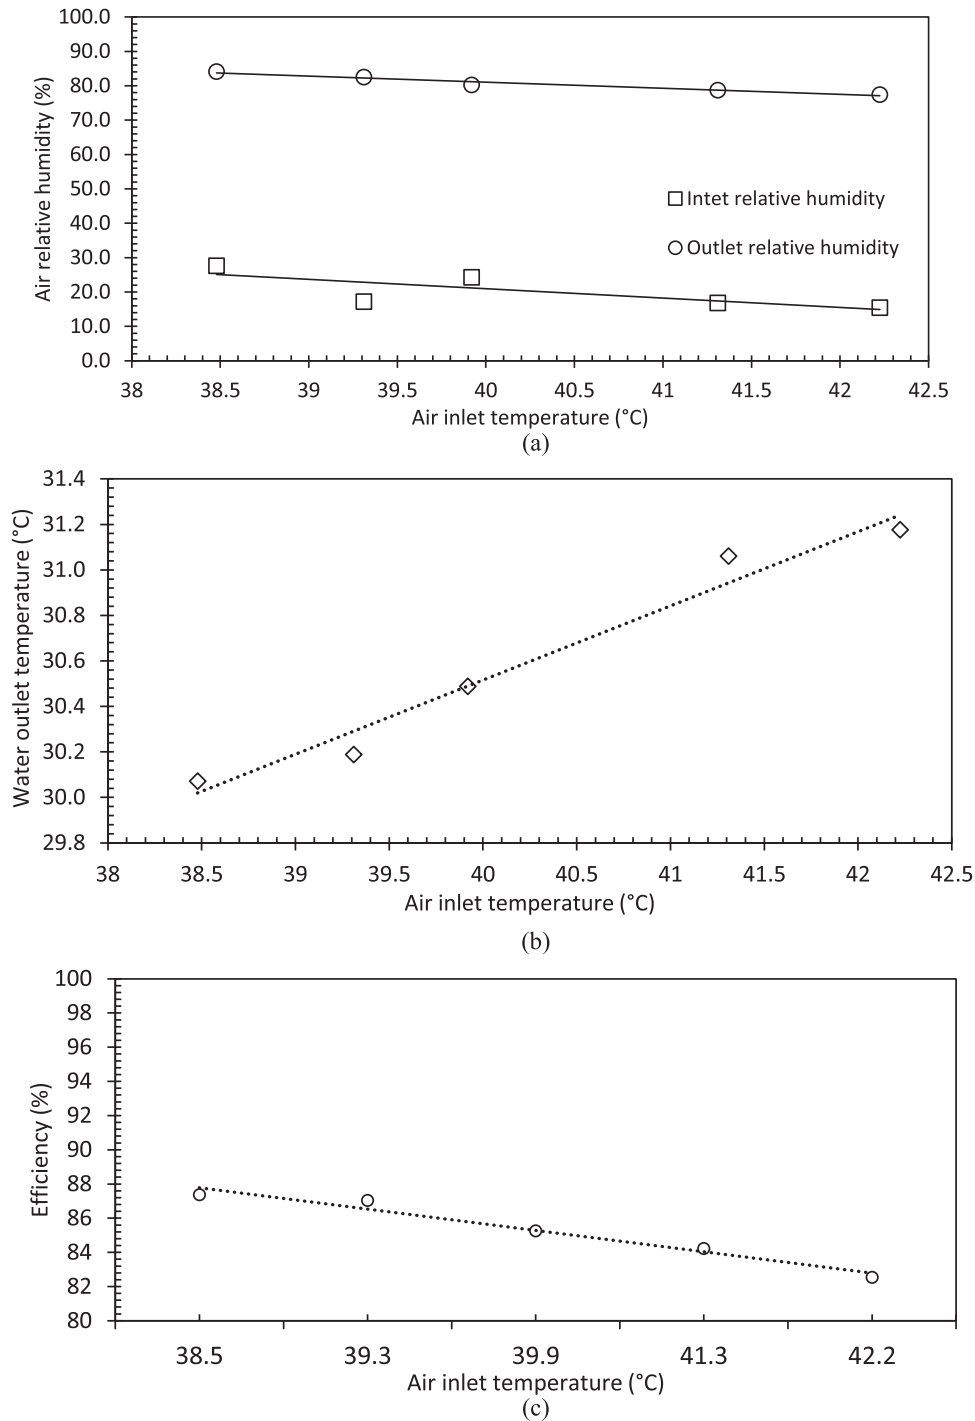 100.0
90.0
80.0
70.0
60.0
50.0
40.0
30.0
20.0
10.0
0.0
Air relative humidity (%)
Intet relative humidity
Outlet relative humidity
38 38.5 39 39.5 40 40.5 41 41.5 42 42.5
Air inlet temperature (°C)
(a)
31.4
31.2
31.0
30.8
30.6
30.4
30.2
30.0
29.8
Water outlet temperature (°C)
38 38.5 39 39.5 40 40.5 41 41.5 42 42.5
Air inlet temperature (°C)
(b)
100
98
96
94
92
90
88
86
84
82
80
Efficiency (%)
38.5 39.3 39.9 41.3 42.2
Air inlet temperature (°C)
(c)